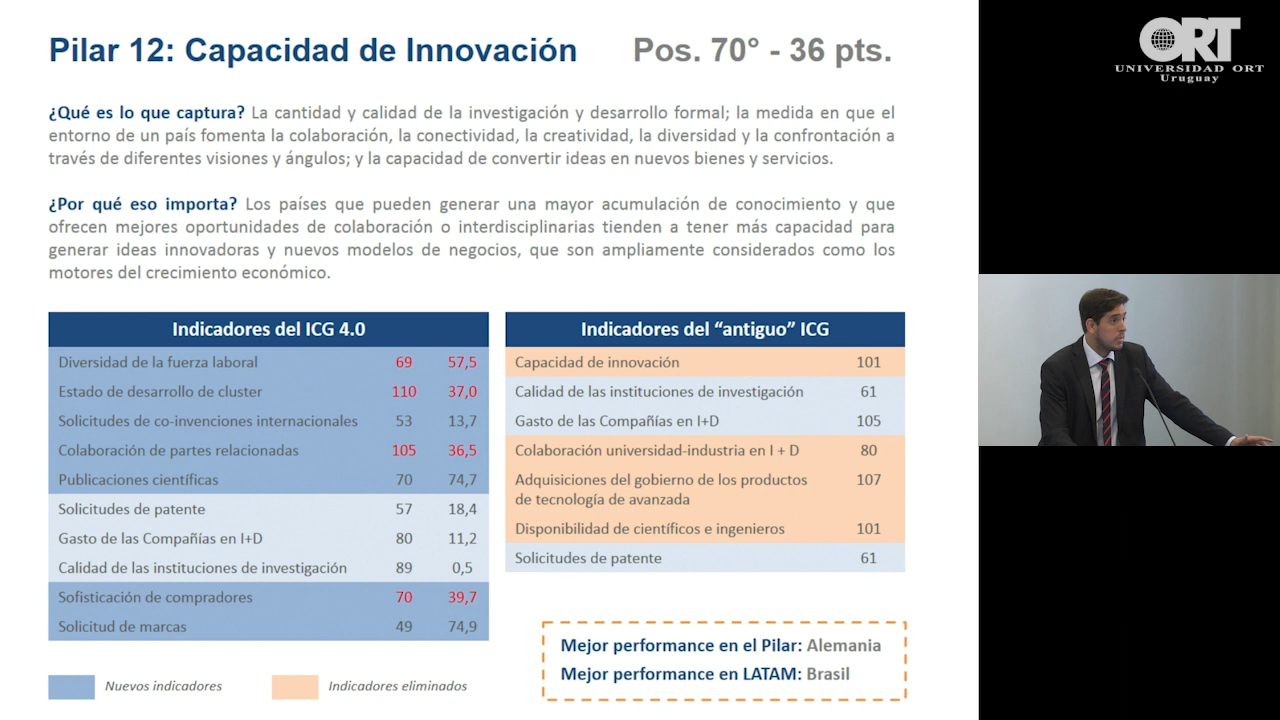 Pilar 12: Capacidad de Innovación Pos. 70° - 36 pts.
¿Qué es lo que captura? La cantidad y calidad de la investigación y desarrollo formal; la medida en que el
entorno de un país fomenta la colaboración, la conectividad, la creatividad, la diversidad y la confrontación a
través de diferentes visiones y ángulos; y la capacidad de convertir ideas en nuevos bienes y servicios.
¿Por qué eso importa? Los países que pueden generar una mayor acumulación de conocimiento y que
ofrecen mejores oportunidades de colaboración o interdisciplinarias tienden a tener más capacidad para
generar ideas innovadoras y nuevos modelos de negocios, que son ampliamente considerados como los
motores del crecimiento económico.
Indicadores del ICG 4.0
Diversidad de la fuerza laboral 69 57,5
Estado de desarrollo de cluster 110 37,0
Solicitudes de co-invenciones internacionales 53 13,7
Colaboración de partes relacionadas 105 36,5
Publicaciones científicas 70 74,7
Solicitudes de patente 57 18,4
Gasto de las Compañías en I+D 80 11,2
Calidad de las instituciones de investigación 89 0,5
Sofisticación de compradores 70 39,7
Solicitud de marcas 49 74,9
Indicadores del “antiguo” ICG
Capacidad de innovación 101
Calidad de las instituciones de investigación 61
Gasto de las Compañías en I+D 105
Colaboración universidad-industria en I + D 80
Adquisiciones del gobierno de los productos 107
de tecnología de avanzada
Disponibilidad de científicos e ingenieros 101
Solicitudes de patente 61
Mejor performance en el Pilar: Alemania
Mejor performance en LATAM: Brasil
Nuevos indicadores
Indicadores eliminados
ORT
UNIVERSIDAD ORT
Uruguay